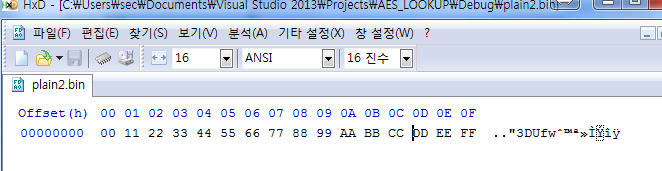 HxD - [C:₩Users₩sec₩Documents₩Visual Studio 2013₩Projects₩AES_LOOKUP₩Debug₩plain2.bin]
파일(F) 편집(E) 찾기(S) 보기(V) 분석(A) 기타 설정(X) 창 설정(W) ?
16 ANSI 16 진수
plain2.bin
Offset(h) 00 01 02 03 04 05 06 07 08 09 0A 0B 0C 0D 0E 0F
00000000 00 11 22 33 44 55 66 77 88 99 AA BB CC DD EE FF .."3DUfwˆ™ª»ÌÝîÿ